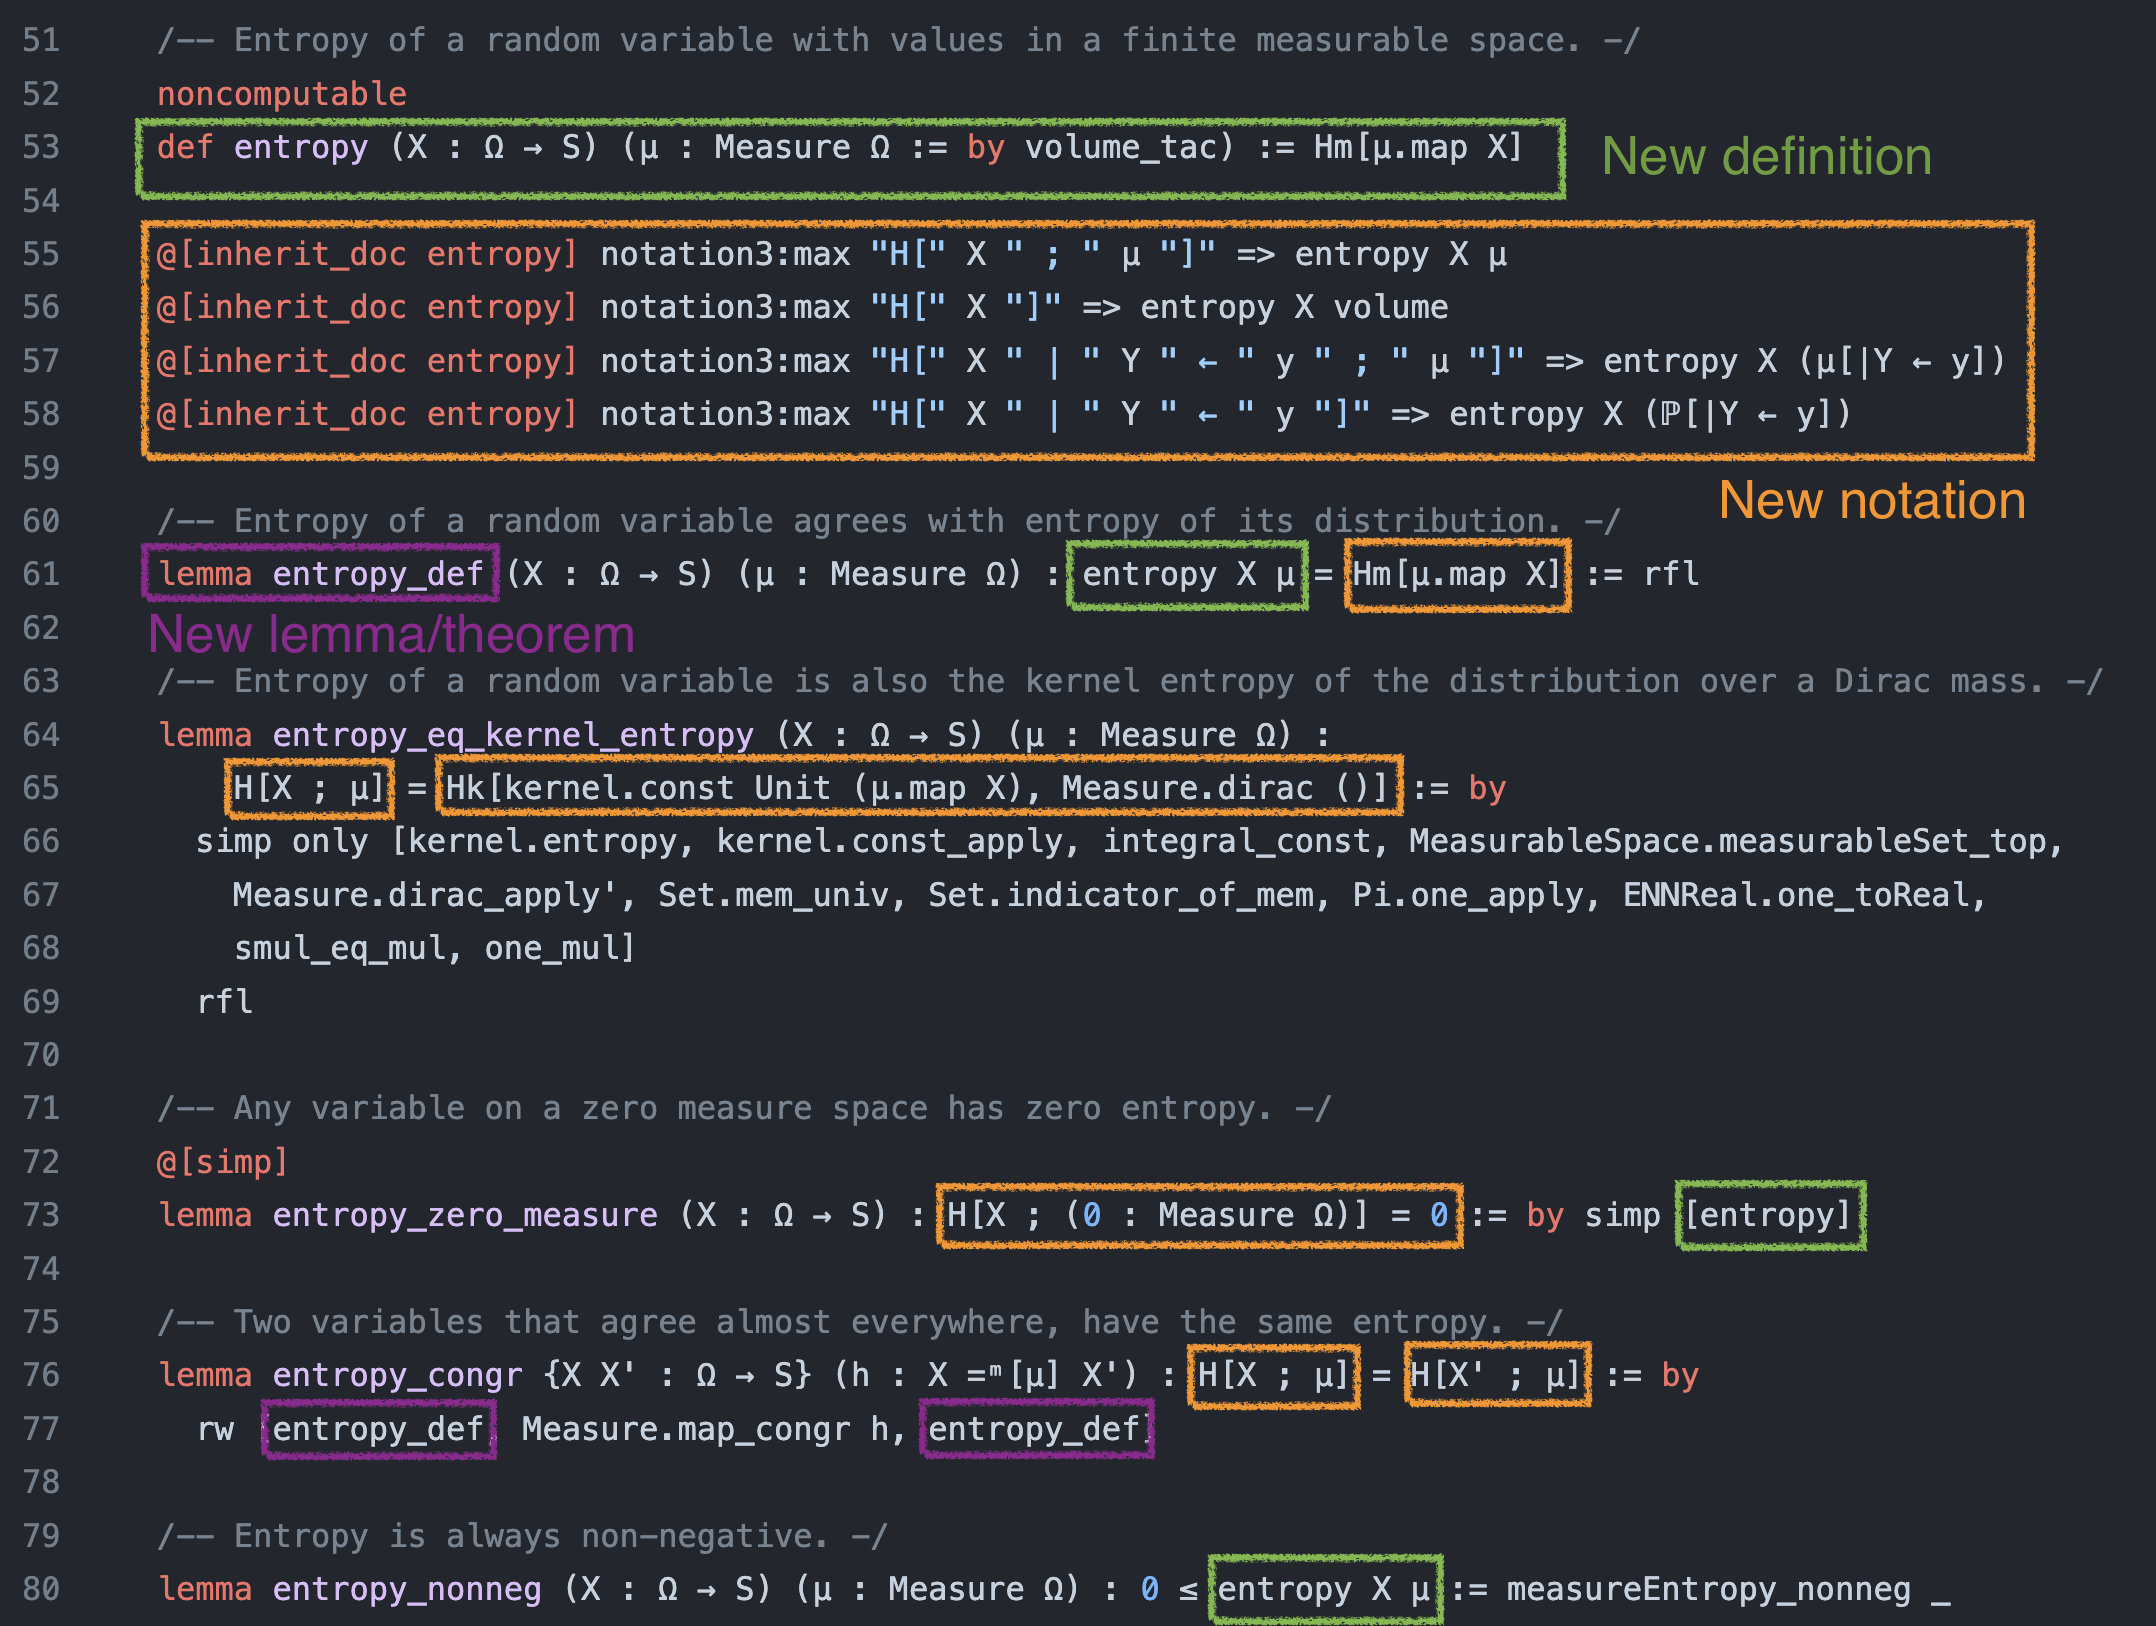 51 /-- Entropy of a random variable with values in a finite measurable space. -/
52 noncomputable
53 def entropy (X : Ω → S) (μ : Measure Ω := by volume_tac) := Hm[μ.map X]
New definition
54
55 @[inherit_doc entropy] notation3:max "H[" X " ; " μ "]" => entropy X μ
56 @[inherit_doc entropy] notation3:max "H[" X "]" => entropy X volume
57 @[inherit_doc entropy] notation3:max "H[" X " | " Y " ← " y " ; " μ "]" => entropy X (μ[|Y ← y])
58 @[inherit_doc entropy] notation3:max "H[" X " | " Y " ← " y "]" => entropy X (ℙ[|Y ← y])
59
New notation
60 /-- Entropy of a random variable agrees with entropy of its distribution. -/
61 lemma entropy_def (X : Ω → S) (μ : Measure Ω) : entropy X μ = Hm[μ.map X] := rfl
62
New lemma/theorem
63 /-- Entropy of a random variable is also the kernel entropy of the distribution over a Dirac mass. -/
64 lemma entropy_eq_kernel_entropy (X : Ω → S) (μ : Measure Ω) :
65 H[X ; μ] = Hk[kernel.const Unit (μ.map X), Measure.dirac ()] := by
66 simp only [kernel.entropy, kernel.const_apply, integral_const, MeasurableSpace.measurableSet_top,
67 Measure.dirac_apply', Set.mem_univ, Set.indicator_of_mem, Pi.one_apply, ENNReal.one_toReal,
68 smul_eq_mul, one_mul]
69 rfl
70
71 /-- Any variable on a zero measure space has zero entropy. -/
72 @[simp]
73 lemma entropy_zero_measure (X : Ω → S) : H[X ; (0 : Measure Ω)] = 0 := by simp [entropy]
74
75 /-- Two variables that agree almost everywhere, have the same entropy. -/
76 lemma entropy_congr {X X' : Ω → S} (h : X =ᵐ[μ] X') : H[X ; μ] = H[X' ; μ] := by
77 rw entropy_def Measure.map_congr h, entropy_def]
78
79 /-- Entropy is always non-negative. -/
80 lemma entropy_nonneg (X : Ω → S) (μ : Measure Ω) : 0 ≤ entropy X μ := measureEntropy_nonneg _